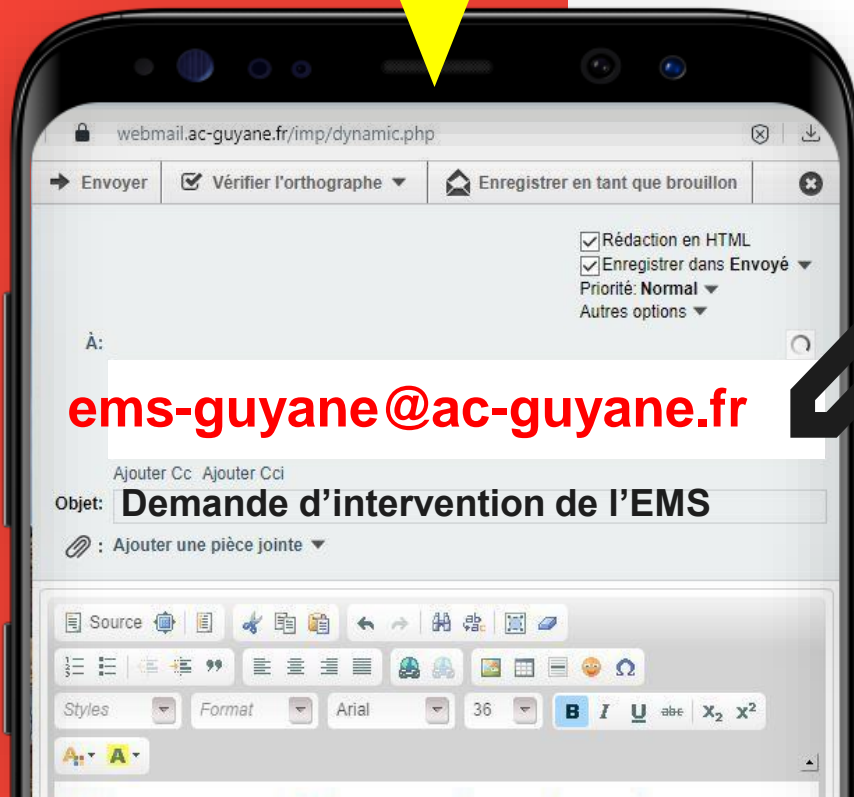 webmail.ac-guyane.fr/imp/dynamic.php
Envoyer Vérifier l'orthographe Enregistrer en tant que brouillon
Rédaction en HTML
Enregistrer dans Envoyé
Priorité: Normal
Autres options
À:
ems-guyane@ac-guyane.fr
Ajouter Cc Ajouter Cci
Objet: Demande d’intervention de l’EMS
: Ajouter une pièce jointe
Source
Styles Format Arial 36 B I U abc X₂ X²
A A